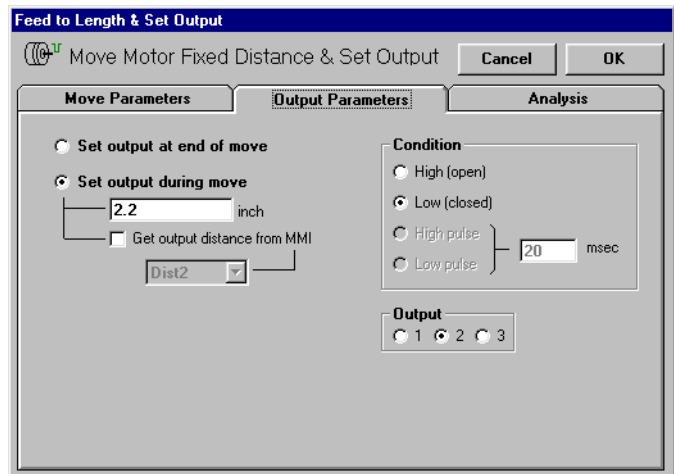 Feed to Length & Set Output
Move Motor Fixed Distance & Set Output
Cancel
OK
Move Parameters
Output Parameters
Analysis
Set output at end of move
Set output during move
2.2 inch
Get output distance from MMI
Dist2
Condition
High (open)
Low (closed)
High pulse
Low pulse
20 msec
Output
1 2 3